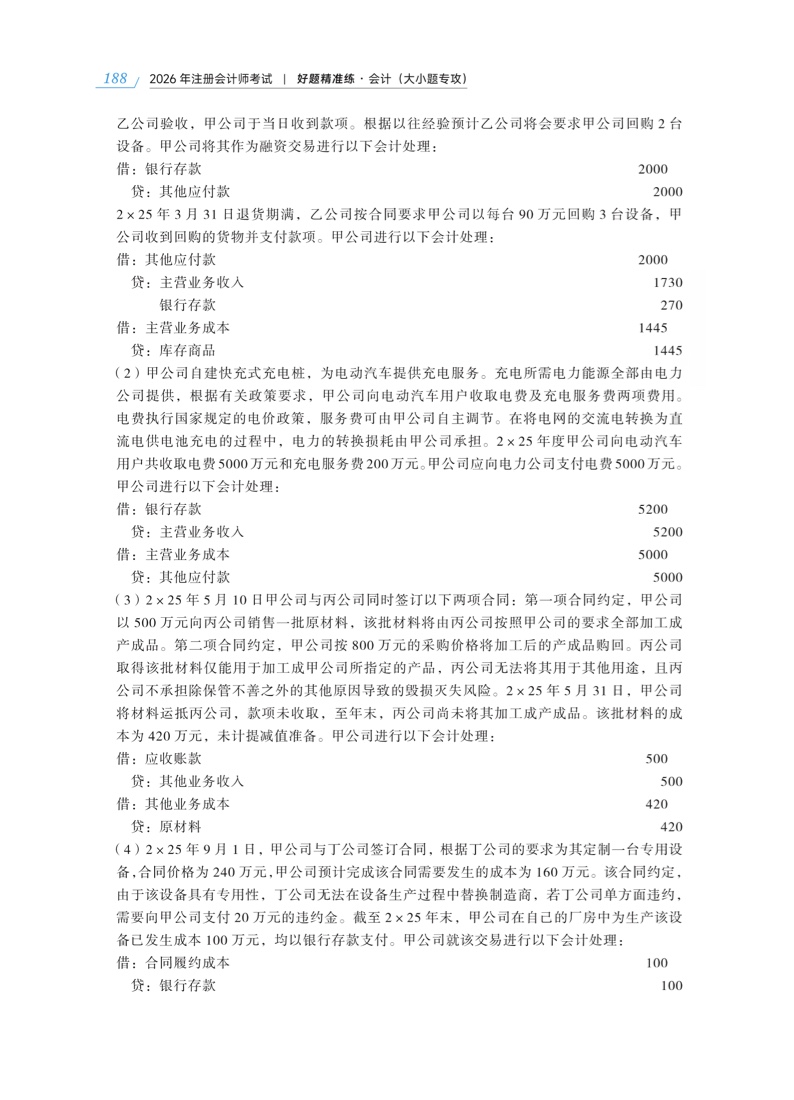 188 2026 年注册会计师考试 | 好题精准练 · 会计（大小题专攻）
乙公司验收，甲公司于当日收到款项。根据以往经验预计乙公司将会要求甲公司回购 2 台
设备。甲公司将其作为融资交易进行以下会计处理：
借：银行存款 2000
贷：其他应付款 2000
2×25 年 3 月 31 日退货期满，乙公司按合同要求甲公司以每台 90 万元回购 3 台设备，甲
公司收到回购的货物并支付款项。甲公司进行以下会计处理：
借：其他应付款 2000
贷：主营业务收入 1730
银行存款 270
借：主营业务成本 1445
贷：库存商品 1445
（2）甲公司自建快充式充电桩，为电动汽车提供充电服务。充电所需电力能源全部由电力
公司提供，根据有关政策要求，甲公司向电动汽车用户收取电费及充电服务费两项费用。
电费执行国家规定的电价政策，服务费可由甲公司自主调节。在将电网的交流电转换为直
流电供电池充电的过程中，电力的转换损耗由甲公司承担。2×25 年度甲公司向电动汽车
用户共收取电费5000万元和充电服务费200万元。甲公司应向电力公司支付电费5000万元。
甲公司进行以下会计处理：
借：银行存款 5200
贷：主营业务收入 5200
借：主营业务成本 5000
贷：其他应付款 5000
（3）2×25 年 5 月 10 日甲公司与丙公司同时签订以下两项合同：第一项合同约定，甲公司
以 500 万元向丙公司销售一批原材料，该批材料将由丙公司按照甲公司的要求全部加工成
产成品。第二项合同约定，甲公司按 800 万元的采购价格将加工后的产成品购回。丙公司
取得该批材料仅能用于加工成甲公司所指定的产品，丙公司无法将其用于其他用途，且丙
公司不承担除保管不善之外的其他原因导致的毁损灭失风险。2×25 年 5 月 31 日，甲公司
将材料运抵丙公司，款项未收取，至年末，丙公司尚未将其加工成产成品。该批材料的成
本为 420 万元，未计提减值准备。甲公司进行以下会计处理：
借：应收账款 500
贷：其他业务收入 500
借：其他业务成本 420
贷：原材料 420
（4）2×25 年 9 月 1 日，甲公司与丁公司签订合同，根据丁公司的要求为其定制一台专用设
备，合同价格为 240 万元，甲公司预计完成该合同需要发生的成本为 160 万元。该合同约定，
由于该设备具有专用性，丁公司无法在设备生产过程中替换制造商，若丁公司单方面违约，
需要向甲公司支付 20 万元的违约金。截至 2×25 年末，甲公司在自己的厂房中为生产该设
备已发生成本 100 万元，均以银行存款支付。甲公司就该交易进行以下会计处理：
借：合同履约成本 100
贷：银行存款 100